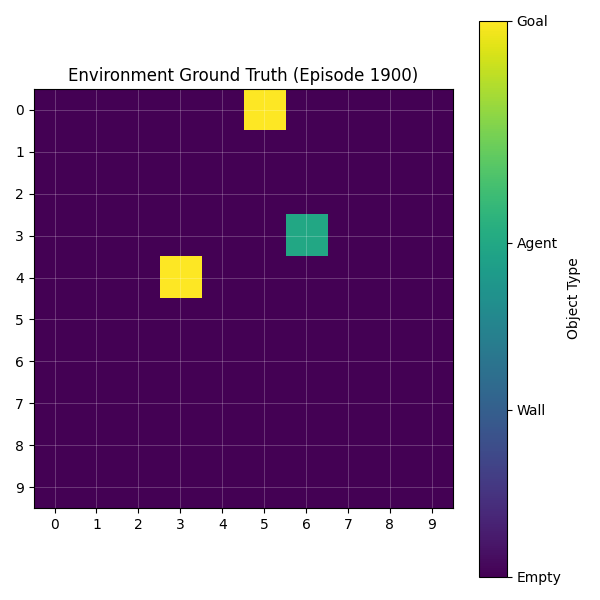 Environment Ground Truth (Episode 1900)
0
1
2
3
4
5
6
7
8
9
0 1 2 3 4 5 6 7 8 9
Goal
Agent
Wall
Empty
Object Type